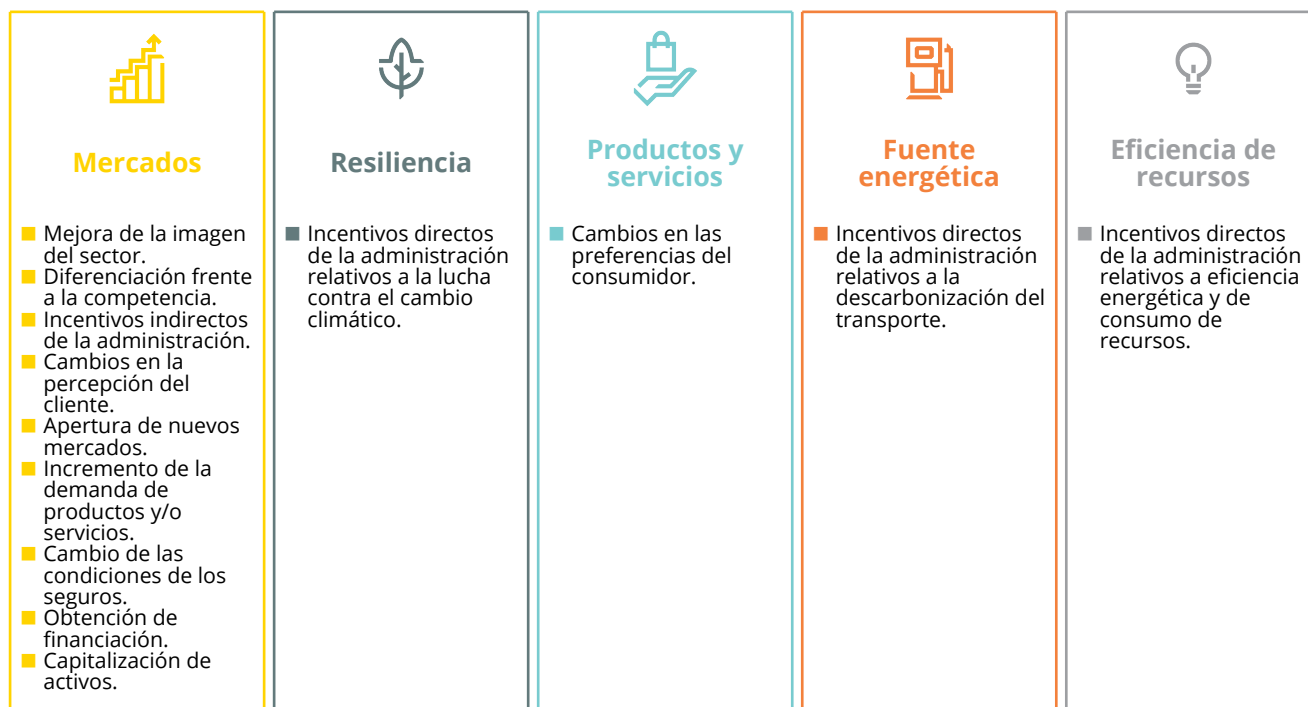 Mercados
■ Mejora de la imagen
del sector.
■ Diferenciación frente
a la competencia.
■ Incentivos indirectos
de la administración.
■ Cambios en la
percepción del
cliente.
■ Apertura de nuevos
mercados.
■ Incremento de la
demanda de
productos y/o
servicios.
■ Cambio de las
condiciones de los
seguros.
■ Obtención de
financiación.
■ Capitalización de
activos.
Resiliencia
■ Incentivos directos
de la administración
relativos a la lucha
contra el cambio
climático.
Productos y
servicios
■ Cambios en las
preferencias del
consumidor.
Fuente
energética
■ Incentivos directos
de la administración
relativos a la
descarbonización del
transporte.
Eficiencia de
recursos
■ Incentivos directos
de la administración
relativos a eficiencia
energética y de
consumo de
recursos.